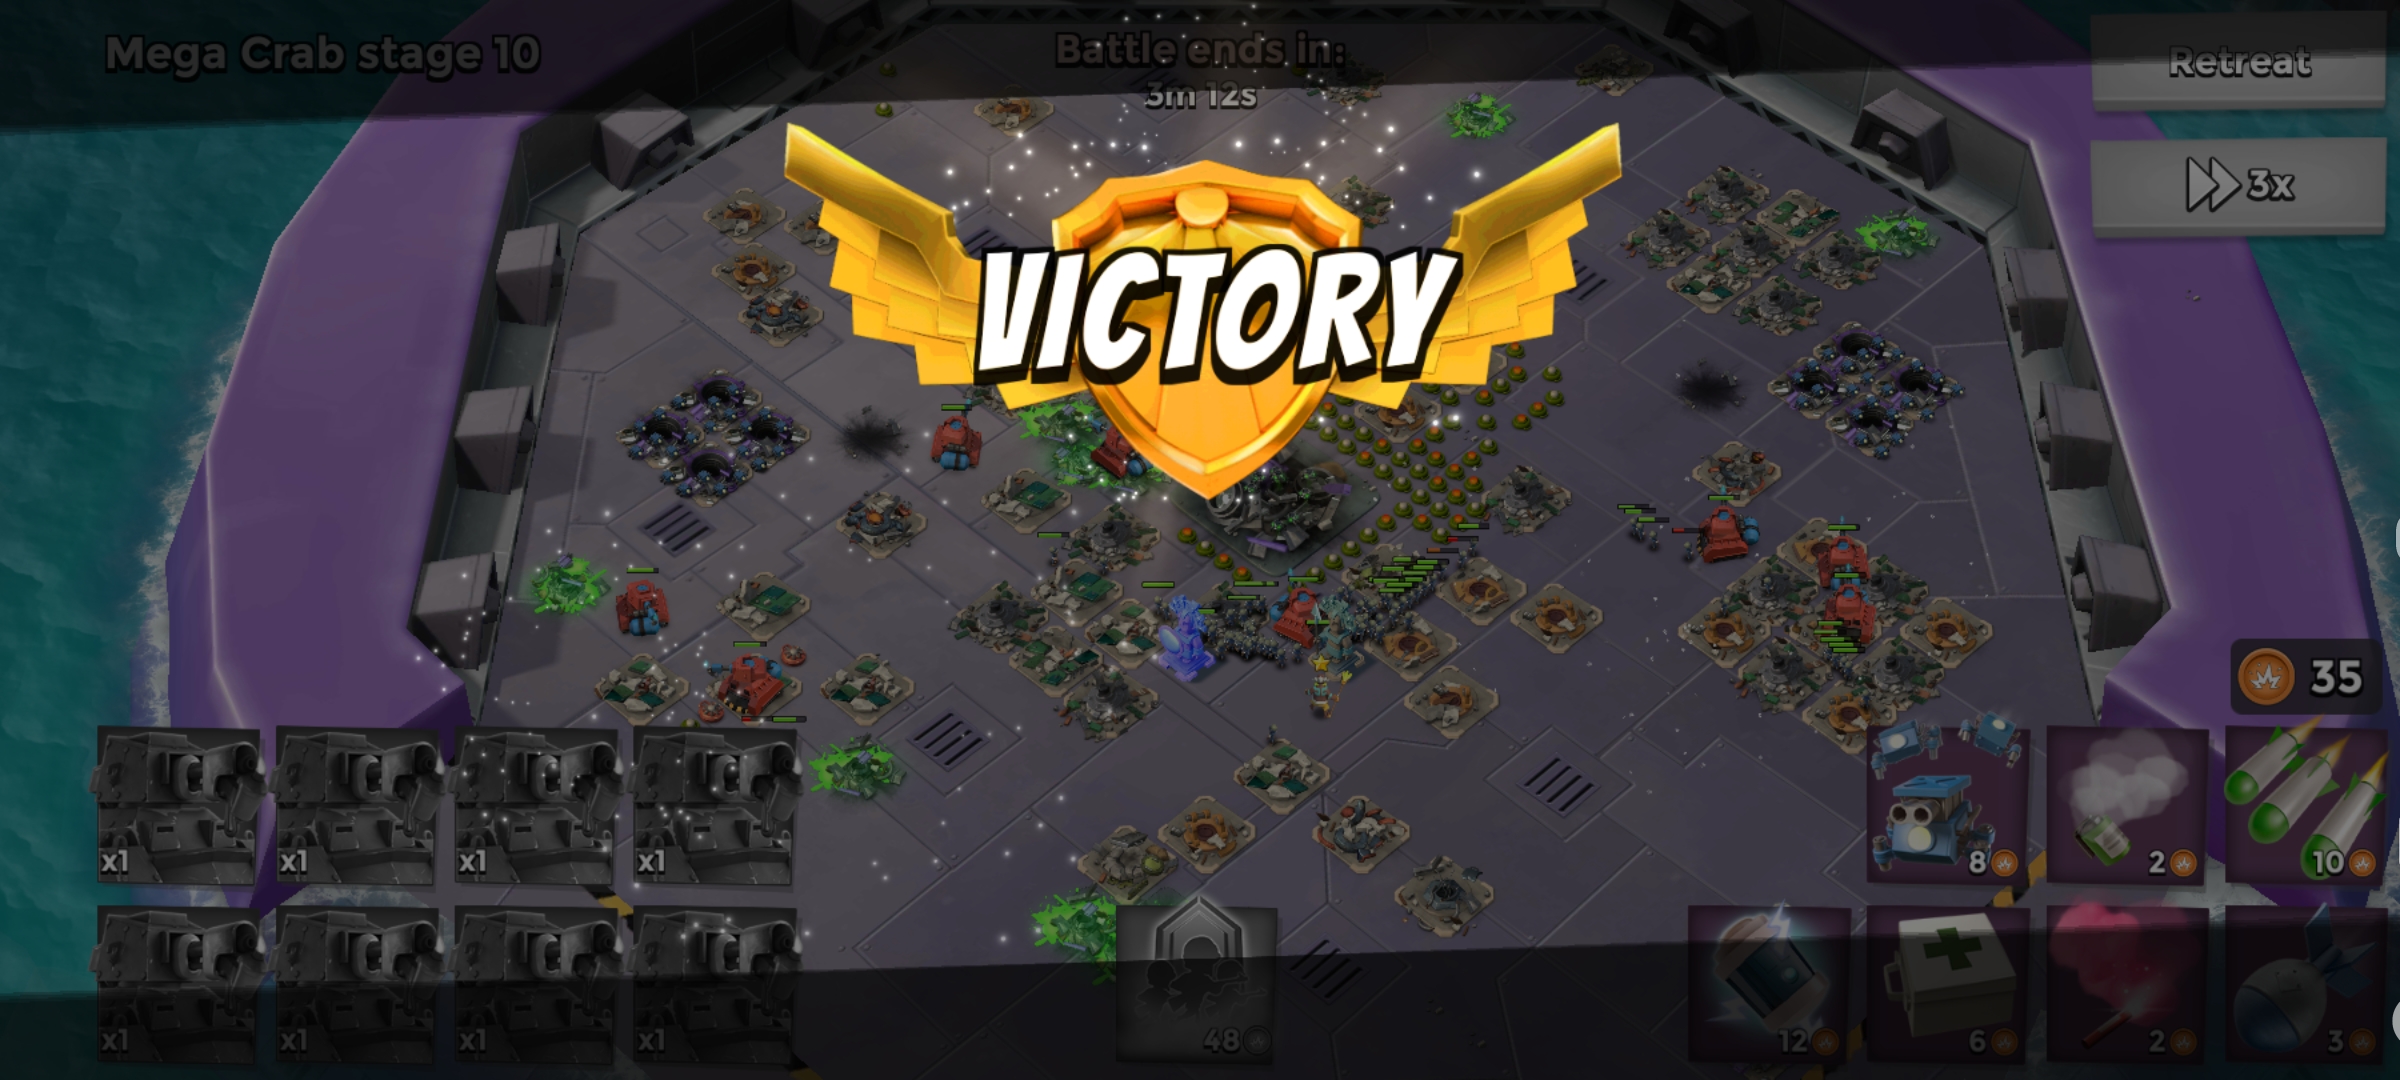 Mega Crab stage 10
Battle ends in:
3m 12s
Retreat
3x
VICTORY
35
x1 x1 x1 x1
8 2 10
x1 x1 x1 x1
48
12 6 2 3